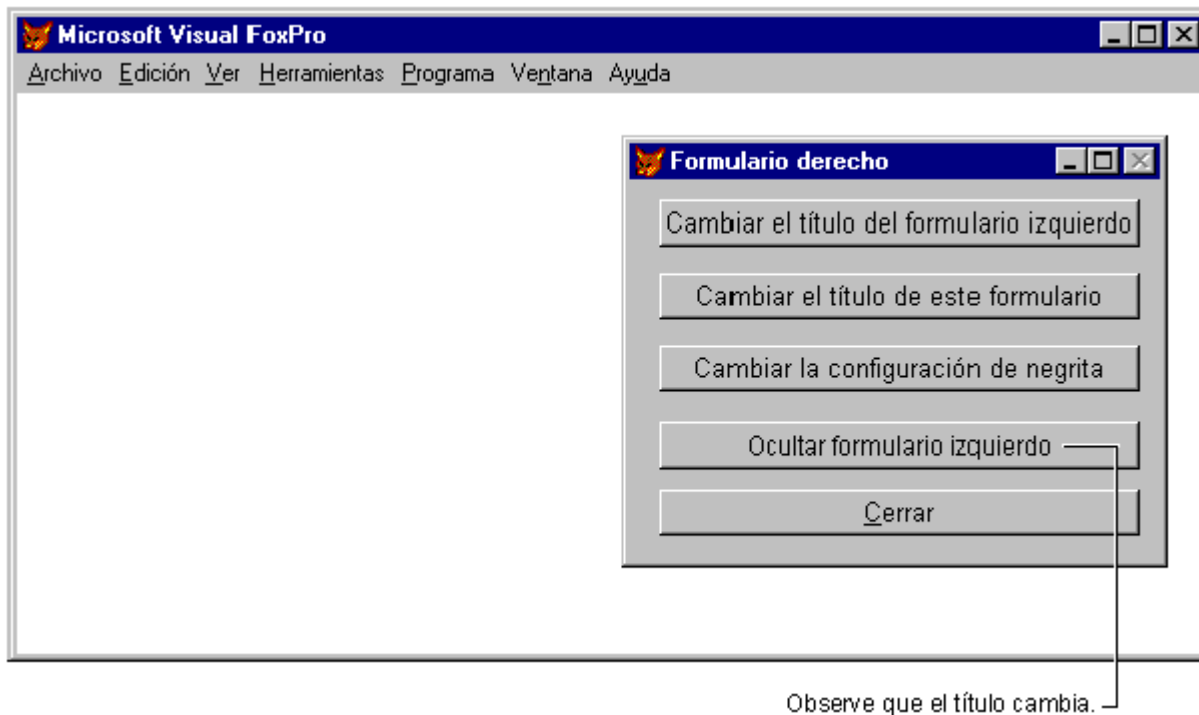 Microsoft Visual FoxPro
Archivo Edición Ver Herramientas Programa Ventana Ayuda
Formulario derecho
Cambiar el título del formulario izquierdo
Cambiar el título de este formulario
Cambiar la configuración de negrita
Ocultar formulario izquierdo
Cerrar
Observe que el título cambia.